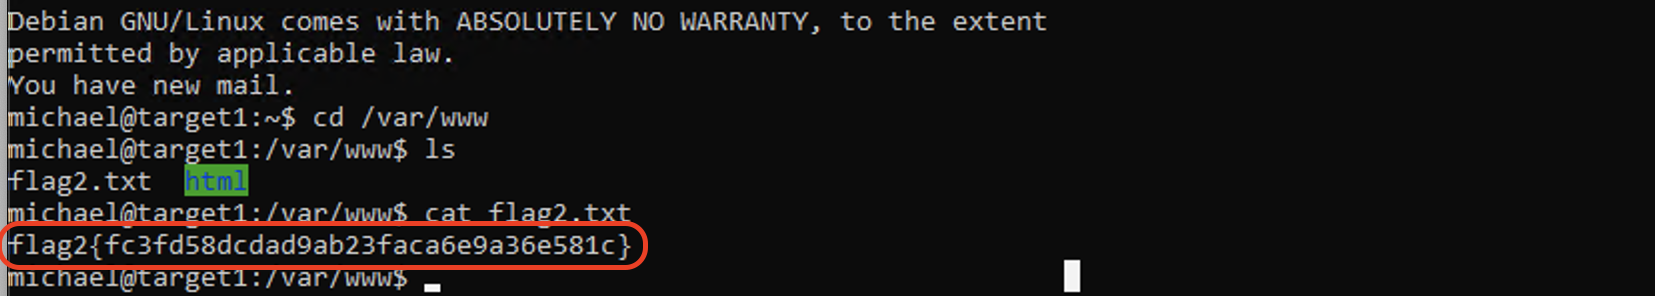 Debian GNU/Linux comes with ABSOLUTELY NO WARRANTY, to the extent
permitted by applicable law.
You have new mail.
michael@target1:~$ cd /var/www
michael@target1:/var/www$ ls
flag2.txt  html
michael@target1:/var/www$ cat flag2.txt
flag2{fc3fd58dcdad9ab23faca6e9a36e581c}
michael@target1:/var/www$